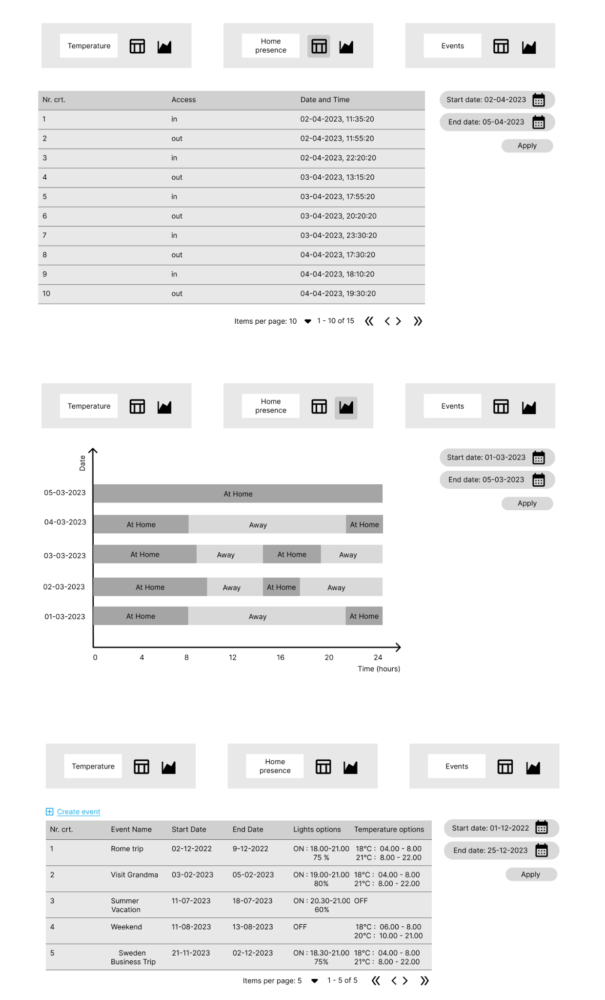 Temperature
Home
presence
Events
Nr. crt. Access Date and Time
1 in 02-04-2023, 11:35:20
2 out 02-04-2023, 11:55:20
3 in 02-04-2023, 22:20:20
4 out 03-04-2023, 13:15:20
5 in 03-04-2023, 17:55:20
6 out 03-04-2023, 20:20:20
7 in 03-04-2023, 23:30:20
8 out 04-04-2023, 17:30:20
9 in 04-04-2023, 18:10:20
10 out 04-04-2023, 19:30:20
Items per page: 10 1 - 10 of 15
Start date: 02-04-2023
End date: 05-04-2023
Apply
Temperature
Home
presence
Events
Date
05-03-2023 At Home
04-03-2023 At Home Away At Home
03-03-2023 At Home Away At Home Away
02-03-2023 At Home Away At Home Away
01-03-2023 At Home Away At Home
0 4 8 12 16 20 24
Time (hours)
Start date: 01-03-2023
End date: 05-03-2023
Apply
Temperature
Home
presence
Events
Create event
Nr. crt. Event Name Start Date End Date Lights options Temperature options
1 Rome trip 02-12-2022 9-12-2022 ON : 18.00-21.00 18°C : 04.00 - 8.00
75 % 21°C : 8.00 - 22.00
2 Visit Grandma 03-02-2023 05-02-2023 ON : 19.00-21.00 18°C : 04.00 - 8.00
80% 21°C : 8.00 - 22.00
3 Summer 11-07-2023 18-07-2023 ON : 20.30-21.00 OFF
Vacation 60%
4 Weekend 11-08-2023 13-08-2023 OFF 18°C : 06.00 - 8.00
20°C : 10.00 - 21.00
5 Sweden 21-11-2023 02-12-2023 ON : 18.30-21.00 18°C : 04.00 - 8.00
Business Trip 75% 21°C : 8.00 - 22.00
Items per page: 5 1 - 5 of 5
Start date: 01-12-2022
End date: 25-12-2023
Apply